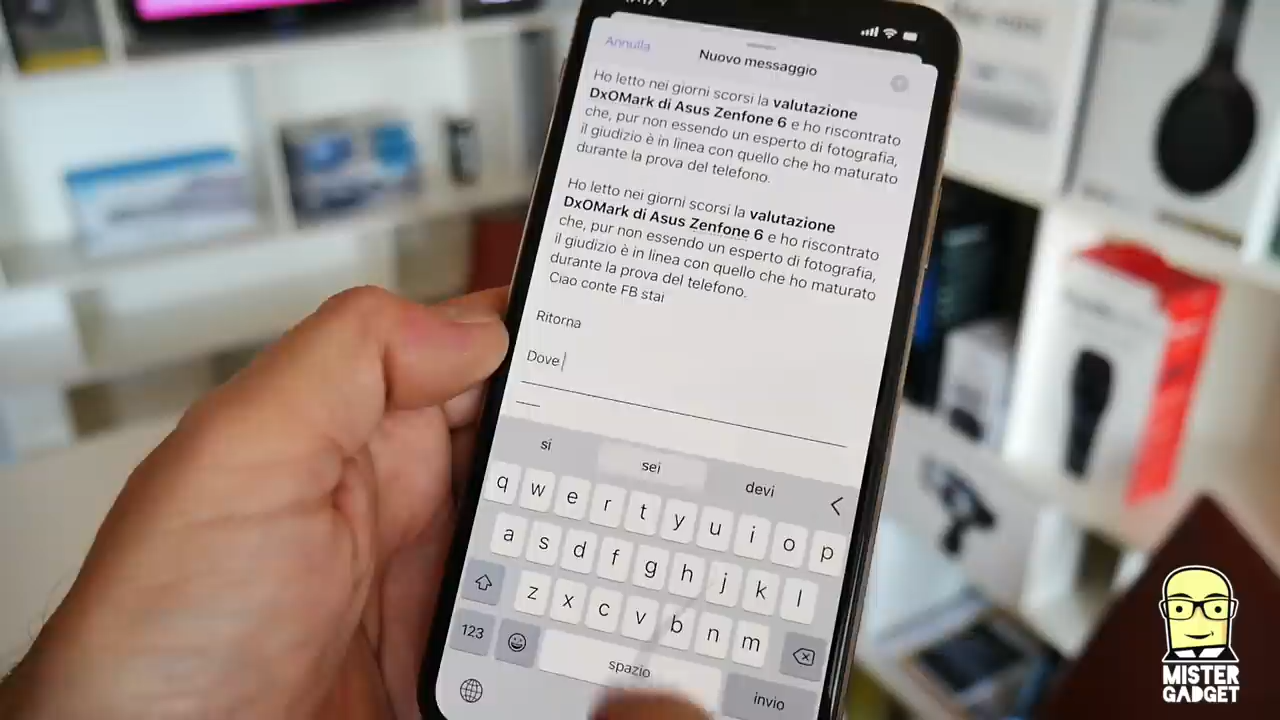 Annulla
Nuovo messaggio
Ho letto nei giorni scorsi la valutazione
DxOMark di Asus Zenfone 6 e ho riscontrato
che, pur non essendo un esperto di fotografia,
il giudizio è in linea con quello che ho maturato
durante la prova del telefono.
Ho letto nei giorni scorsi la valutazione
DxOMark di Asus Zenfone 6 e ho riscontrato
che, pur non essendo un esperto di fotografia,
il giudizio è in linea con quello che ho maturato
durante la prova del telefono.
Ciao conte FB stai
Ritorna
Dove
si sei devi
q w e r t y u i o p
a s d f g h j k l
z x c v b n m
123 spazio invio
MISTER
GADGET